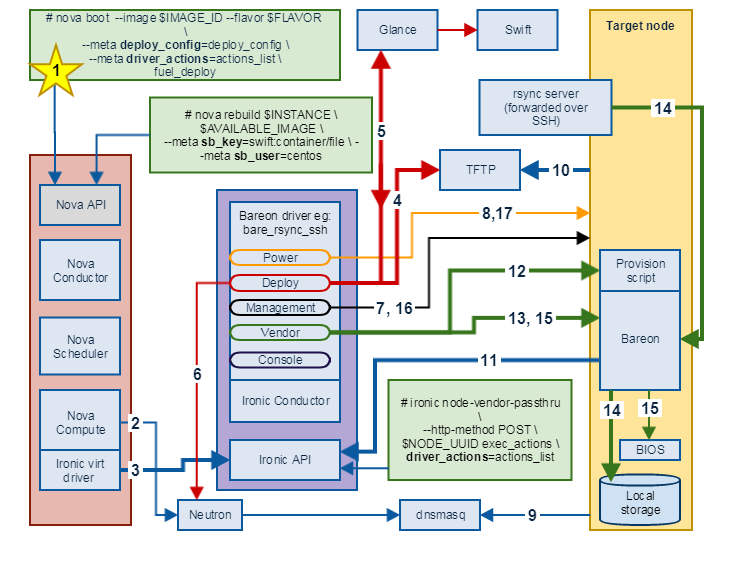 # nova boot --image $IMAGE_ID --flavor $FLAVOR
\
--meta deploy_config=deploy_config \
--meta driver_actions=actions_list \
fuel_deploy
1
Glance
Swift
Target node
# nova rebuild $INSTANCE \
$AVAILABLE_IMAGE \
--meta sb_key=swift:container/file \ -
-meta sb_user=centos
5
rsync server
(forwarded over
SSH)
14
TFTP
10
4
Nova API
Bareon driver eg:
bare_rsync_ssh
8,17
Power
Nova
Conductor
Deploy
12
Provision
script
Management
7, 16
13, 15
Vendor
Nova
Scheduler
Bareon
Console
11
6
Ironic Conductor
# ironic node-vendor-passthru
\
--http-method POST \
$NODE_UUID exec_actions \
driver_actions=actions_list
14
15
Nova
Compute
2
BIOS
Ironic virt
driver
3
Ironic API
Local
storage
Neutron
dnsmasq
9